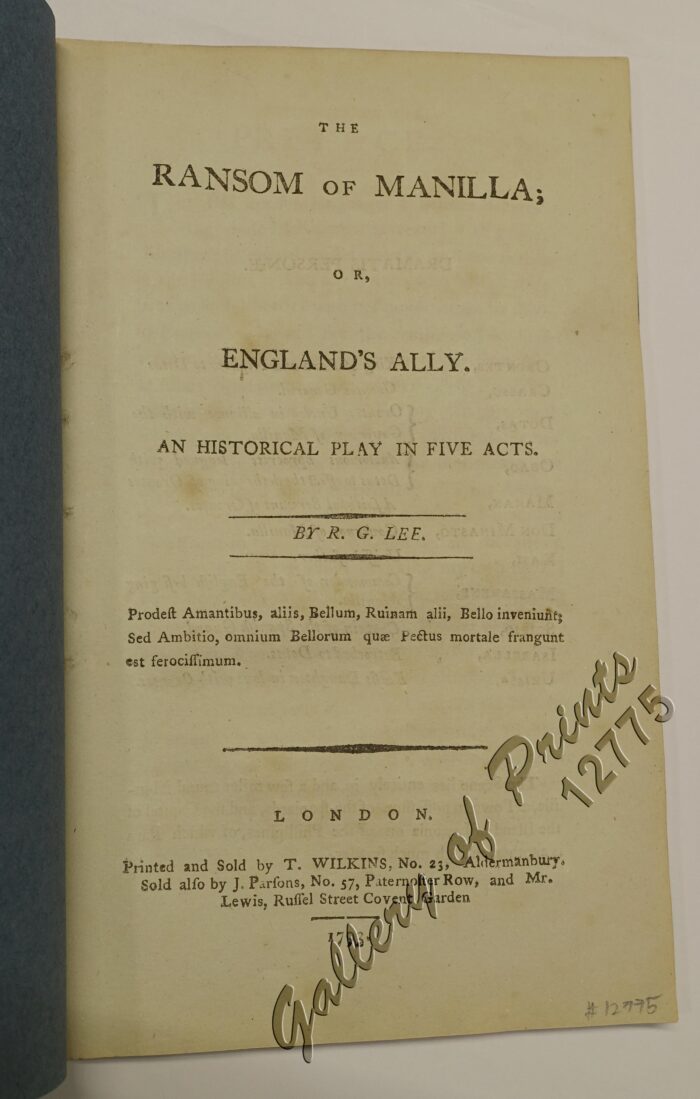 THE
RANSOM OF MANILLA;
OR,
ENGLAND'S ALLY.
AN HISTORICAL PLAY IN FIVE ACTS.
BY R. G. LEE.
Prodeſt Amantibus, aliis, Bellum, Ruinam alii, Bello inveniunt;
Sed Ambitio, omnium Bellorum quæ Pectus mortale frangunt
est ferociſſimum.
LONDON.
Printed and Sold by T. WILKINS, No. 23, Aldermanbury.
Sold alſo by J. Parſons, No. 57, Paternoſter Row, and Mr.
Lewis, Ruſſel Street Covent Garden
1793.
Gallery of Prints
12775
#12775